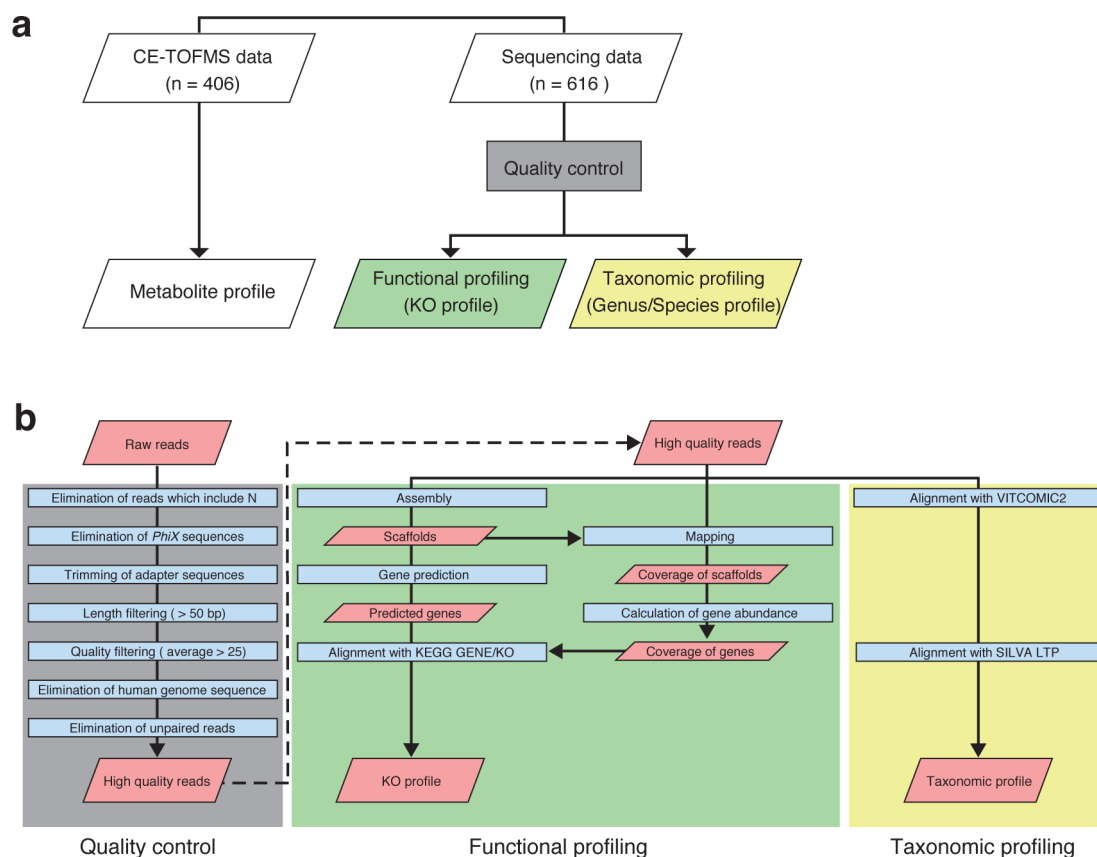 a
CE-TOFMS data
(n = 406)
Sequencing data
(n = 616 )
Quality control
Metabolite profile
Functional profiling
(KO profile)
Taxonomic profiling
(Genus/Species profile)
b
Raw reads
Elimination of reads which include N
Elimination of PhiX sequences
Trimming of adapter sequences
Length filtering ( > 50 bp)
Quality filtering ( average > 25)
Elimination of human genome sequence
Elimination of unpaired reads
High quality reads
Quality control
High quality reads
Assembly
Scaffolds
Gene prediction
Predicted genes
Alignment with KEGG GENE/KO
KO profile
Mapping
Coverage of scaffolds
Calculation of gene abundance
Coverage of genes
Functional profiling
Alignment with VITCOMIC2
Alignment with SILVA LTP
Taxonomic profile
Taxonomic profiling